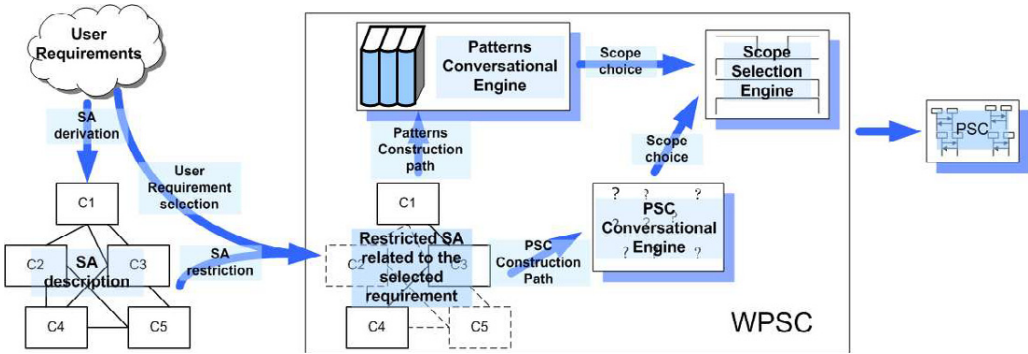 User
Requirements
SA
derivation
User
Requirement
selection
C1
C2
C3
SA
description
C4
C5
SA
restriction
Patterns
Conversational
Engine
Scope
choice
Scope
Selection
Engine
Patterns
Construction
path
Scope
choice
C1
Restricted SA
related to the
selected
requirement
C2
C3
C4
C5
PSC
Construction
Path
? ? ?
PSC
? ? ?
Conversational
Engine
? ? ?
WPSC
PSC